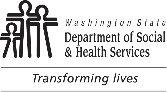 Washington State
Department of Social
& Health Services
Transforming lives